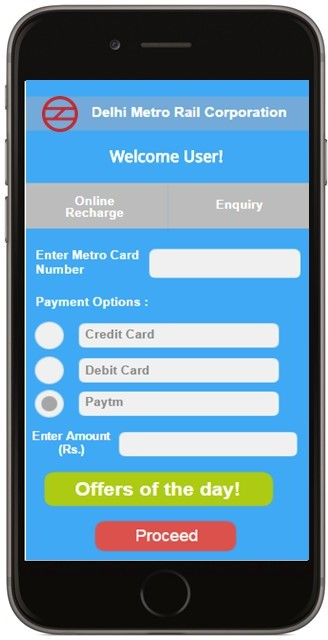 Delhi Metro Rail Corporation
Welcome User!
Online
Recharge
Enquiry
Enter Metro Card
Number
Payment Options :
Credit Card
Debit Card
Paytm
Enter Amount
(Rs.)
Offers of the day!
Proceed